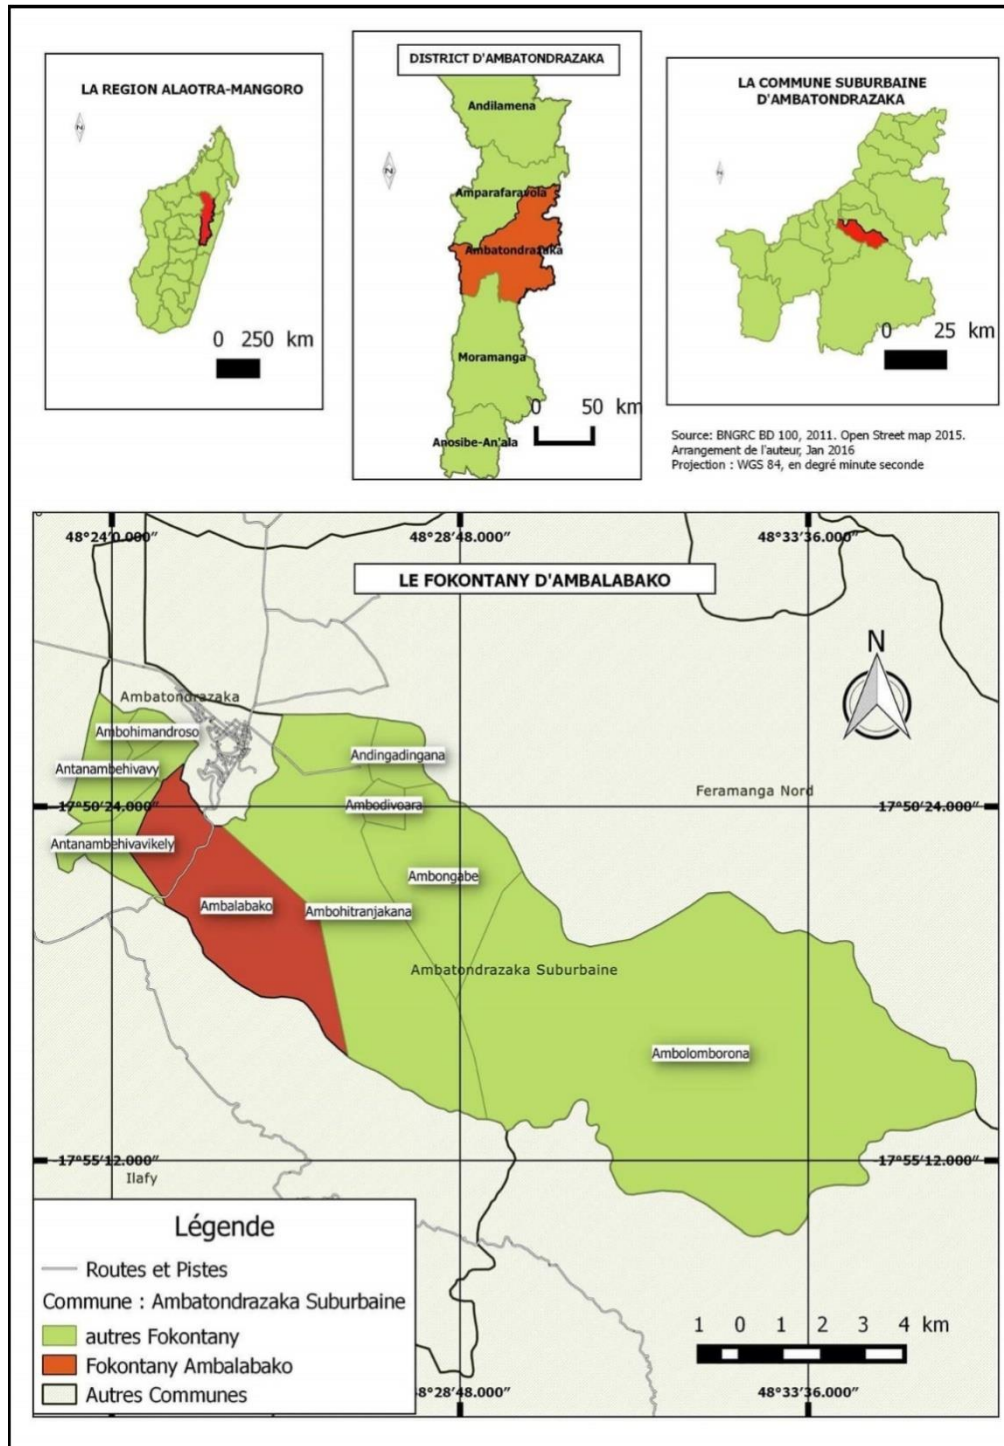 LA REGION ALAOTRA-MANGORO
N
0 250 km
DISTRICT D'AMBATONDRAZAKA
Andilamena
N
Amparafaravola
Ambatondrazaka
Moramanga
0 50 km
Anosibe-An'ala
LA COMMUNE SUBURBAINE
D'AMBATONDRAZAKA
N
0 25 km
Source: BNGRC BD 100, 2011. Open Street map 2015.
Arrangement de l'auteur, Jan 2016
Projection : WGS 84, en degré minute seconde
48°24'0.000" 48°28'48.000" 48°33'36.000"
LE FOKONTANY D'AMBALABAKO
N
Ambatondrazaka
Ambohimandroso
Andingadingana
Antanambehivavy
Feramanga Nord
-17°50'24.000" -17°50'24.000"
Ambodivoara
Antanambehivavikely
Ambongabe
Ambalabako
Ambohitranjakana
Ambatondrazaka Suburbaine
Ambolomborona
-17°55'12.000" -17°55'12.000"
Ilafy
Légende
Routes et Pistes
Commune : Ambatondrazaka Suburbaine
autres Fokontany
Fokontany Ambalabako
Autres Communes
1 0 1 2 3 4 km
8°28'48.000" 48°33'36.000"